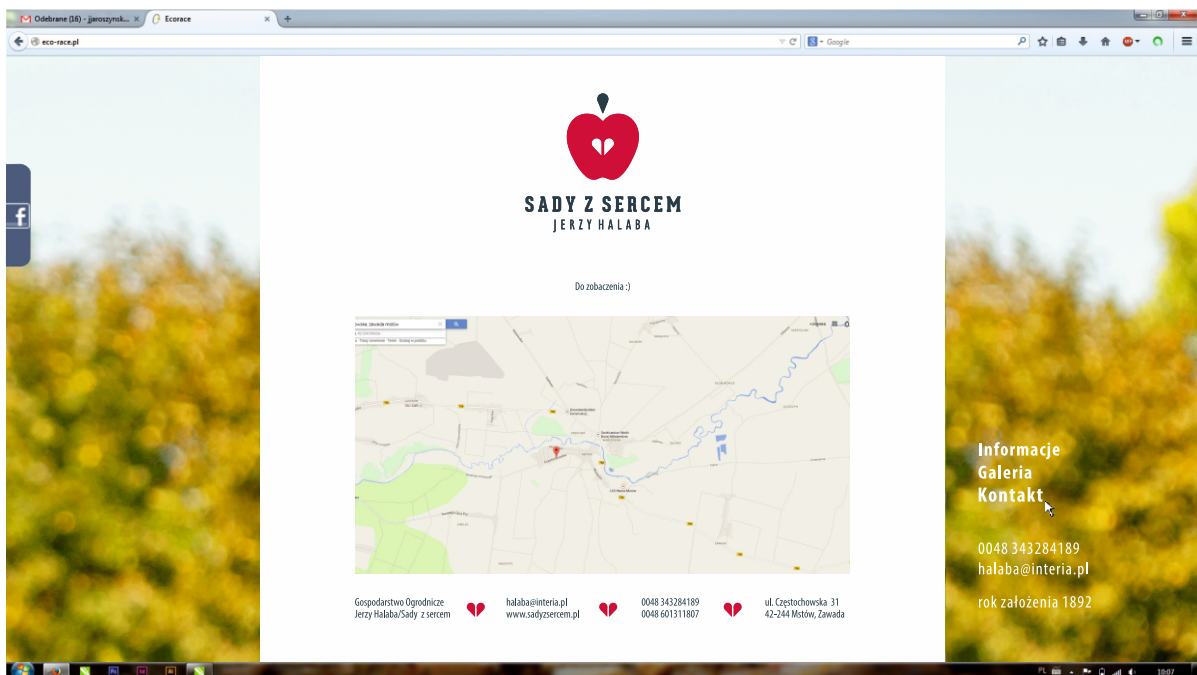 Odebrane (16) - jjaroszynsk...
Ecorace
eco-race.pl
Google
SADY Z SERCEM
JERZY HALABA
Do zobaczenia :)
Informacje
Galeria
Kontakt
0048 343284189
halaba@interia.pl
rok założenia 1892
Gospodarstwo Ogrodnicze
Jerzy Halaba/Sady z sercem
halaba@interia.pl
www.sadyzsercem.pl
0048 343284189
0048 601311807
ul. Częstochowska 31
42-244 Mstów, Zawada
PL
10:07